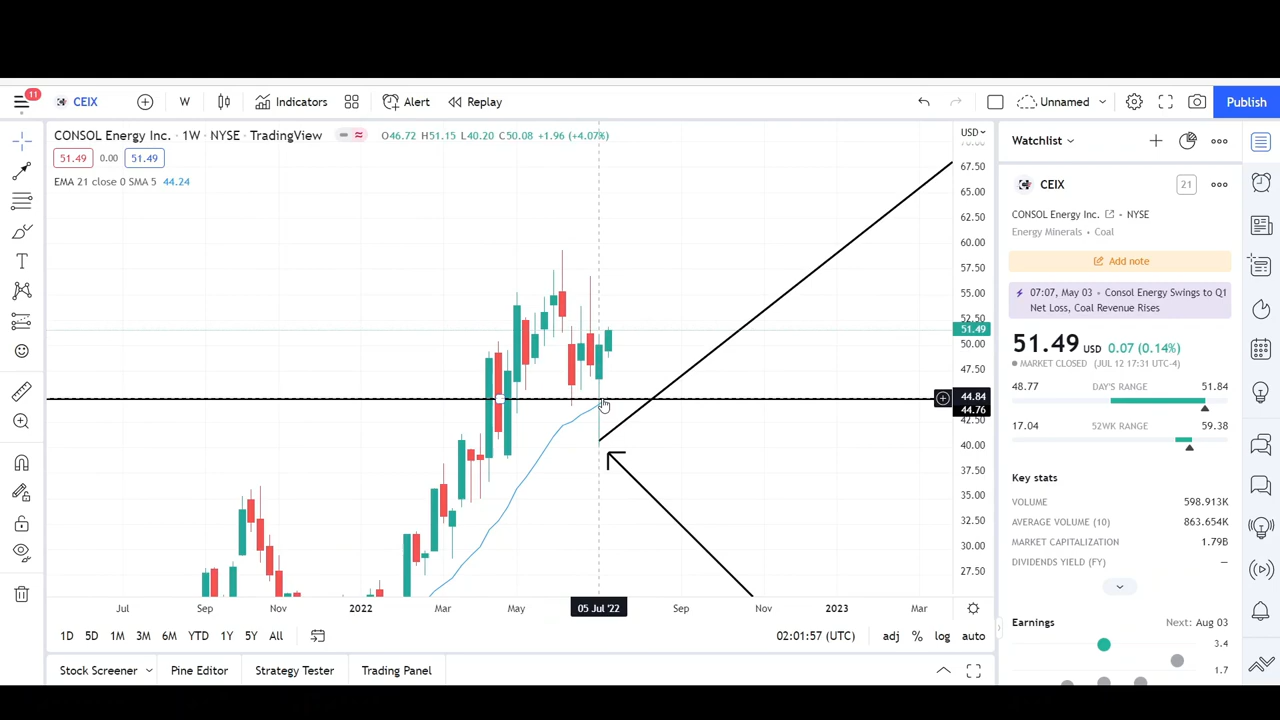 11
CEIX
W
Indicators
Alert
Replay
Unnamed
Publish
CONSOL Energy Inc. · 1W · NYSE · TradingView
O46.72 H51.15 L40.20 C50.08 +1.96 (+4.07%)
USD
51.49 0.00 51.49
EMA 21 close 0 SMA 5 44.24
67.50
65.00
62.50
60.00
57.50
55.00
52.50
51.49
50.00
47.50
44.84
44.76
42.50
40.00
37.50
35.00
32.50
30.00
27.50
Jul
Sep
Nov
2022
Mar
May
05 Jul '22
Sep
Nov
2023
Mar
1D 5D 1M 3M 6M YTD 1Y 5Y All
02:01:57 (UTC)
adj % log auto
Stock Screener
Pine Editor
Strategy Tester
Trading Panel
Watchlist
CEIX
21
CONSOL Energy Inc. · NYSE
Energy Minerals · Coal
Add note
07:07, May 03 · Consol Energy Swings to Q1
Net Loss, Coal Revenue Rises
51.49 USD 0.07 (0.14%)
MARKET CLOSED (JUL 12 17:31 UTC-4)
48.77 DAY'S RANGE 51.84
17.04 52WK RANGE 59.38
Key stats
VOLUME 598.913K
AVERAGE VOLUME (10) 863.654K
MARKET CAPITALIZATION 1.79B
DIVIDENDS YIELD (FY) —
Earnings Next: Aug 03
3.4
1.7